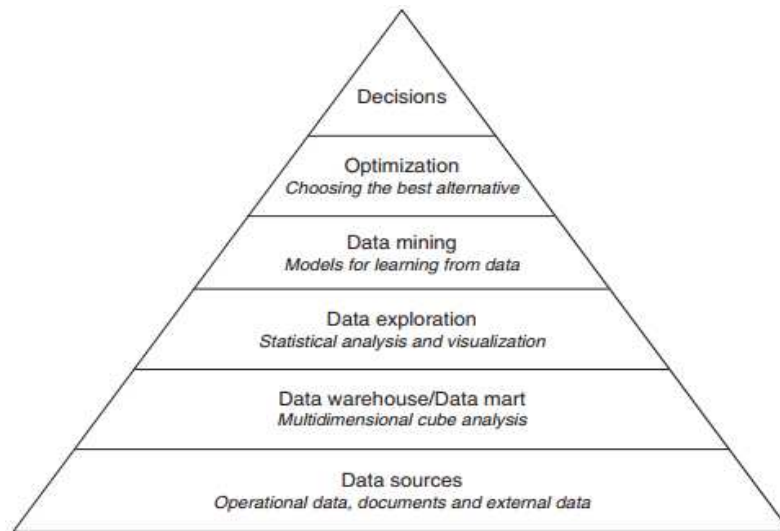 Decisions
Optimization
Choosing the best alternative
Data mining
Models for learning from data
Data exploration
Statistical analysis and visualization
Data warehouse/Data mart
Multidimensional cube analysis
Data sources
Operational data, documents and external data